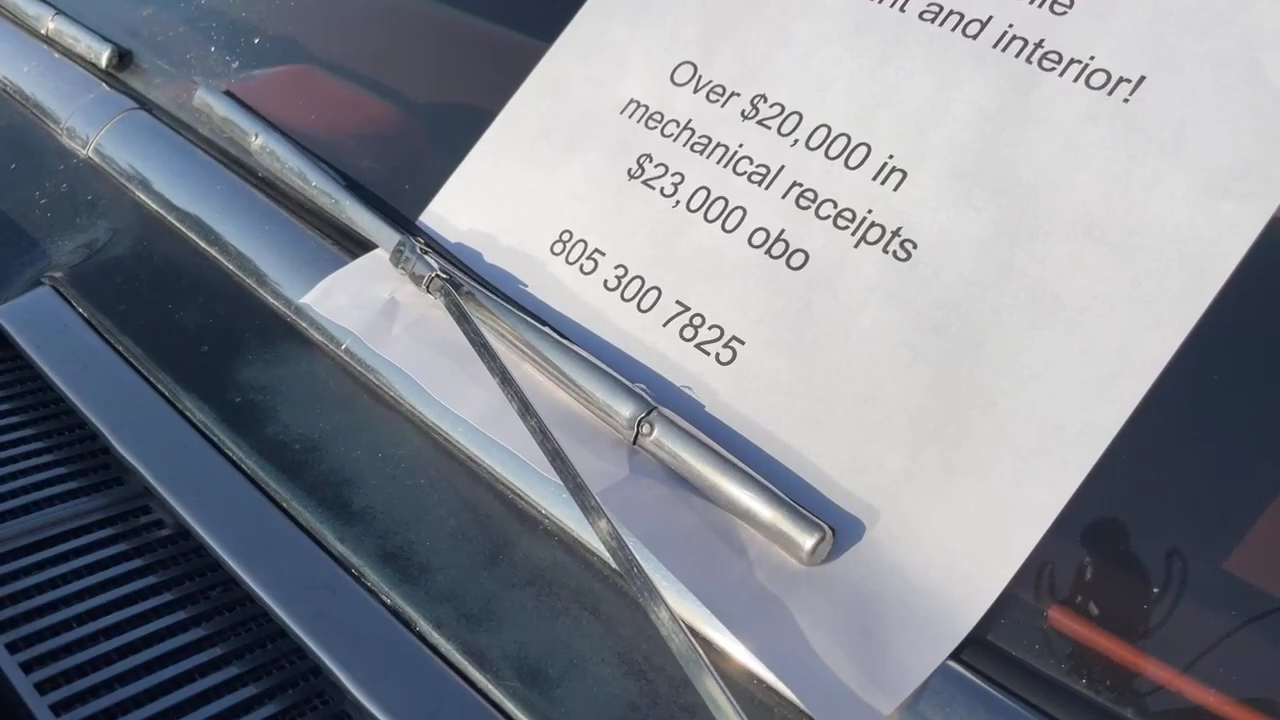 and interior!
Over $20,000 in
mechanical receipts
$23,000 obo
805 300 7825